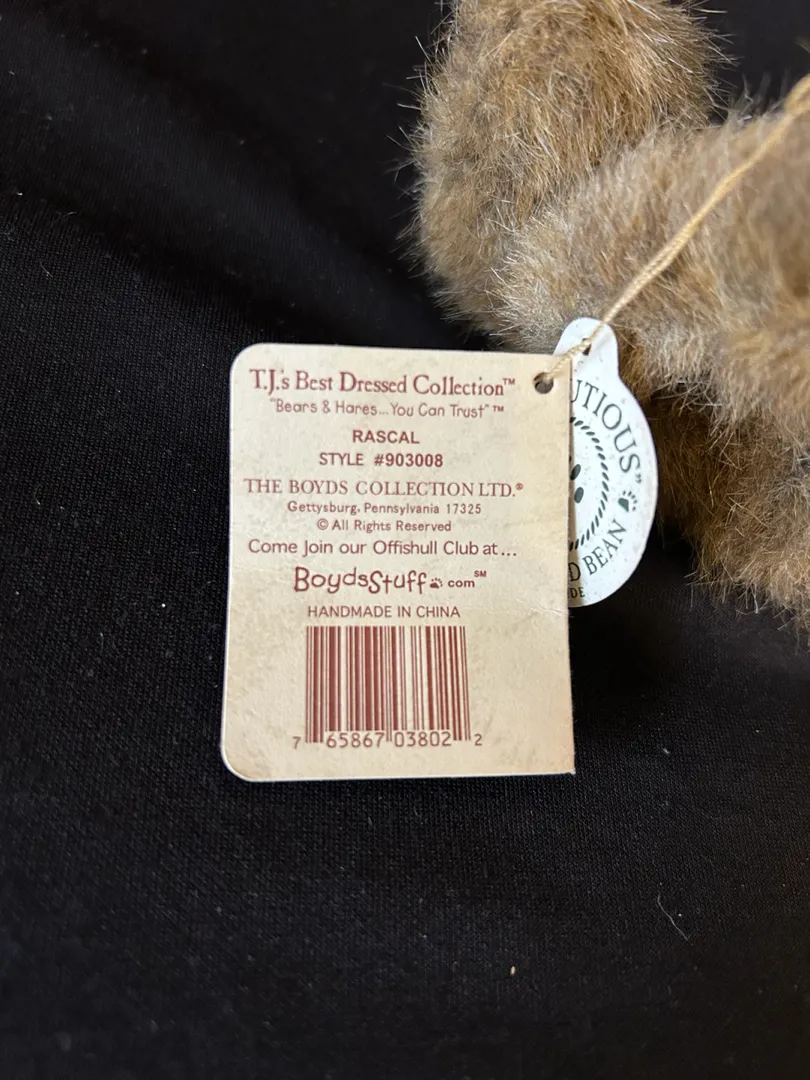 T.J.'s Best Dressed Collection™
"Bears & Hares...You Can Trust"™
RASCAL
STYLE #903008
THE BOYDS COLLECTION LTD.®
Gettysburg, Pennsylvania 17325
© All Rights Reserved
Come Join our Offishull Club at...
BoydsStuff com℠
HANDMADE IN CHINA
7 65867 03802 2
BEAN